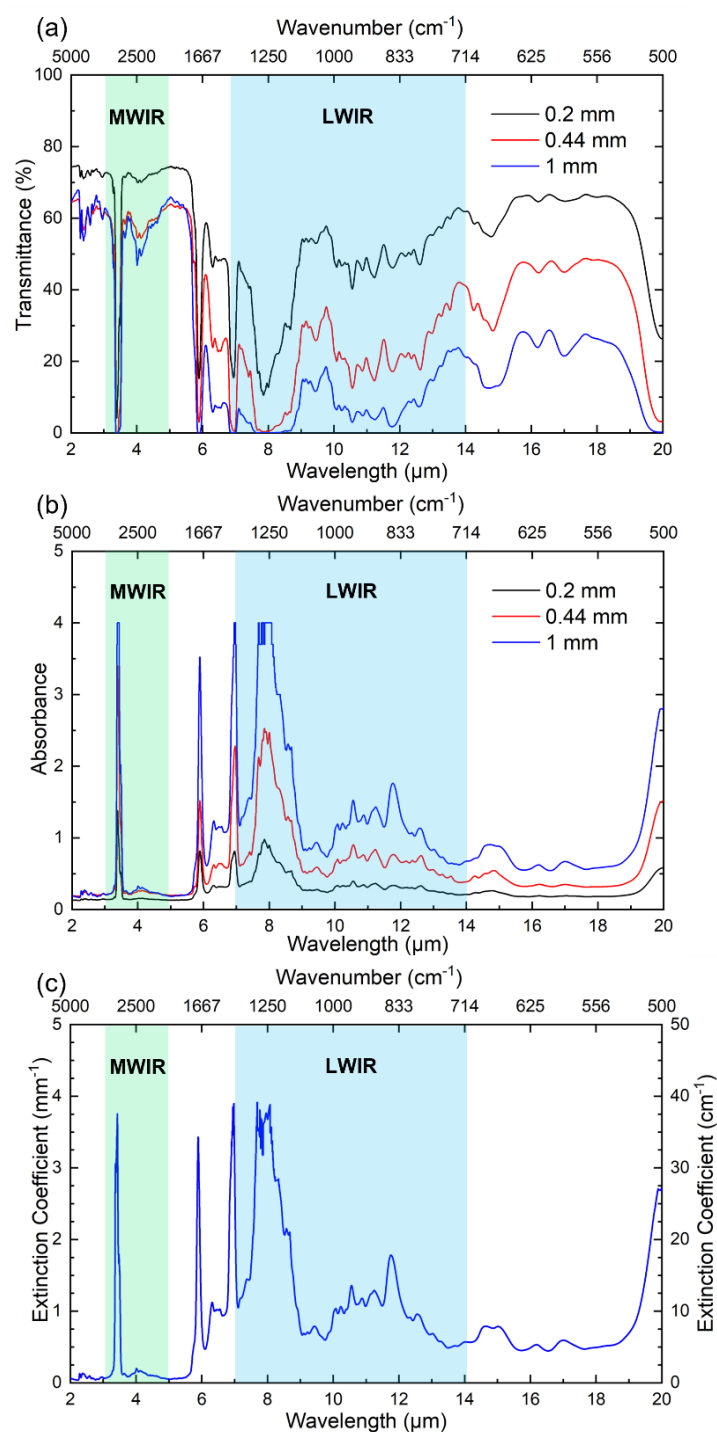 (a)
Wavenumber (cm-1)
5000 2500 1667 1250 1000 833 714 625 556 500
100
80
60
40
20
0
Transmittance (%)
MWIR
LWIR
0.2 mm
0.44 mm
1 mm
2 4 6 8 10 12 14 16 18 20
Wavelength (μm)
(b)
Wavenumber (cm-1)
5000 2500 1667 1250 1000 833 714 625 556 500
5
4
3
2
1
0
Absorbance
MWIR
LWIR
0.2 mm
0.44 mm
1 mm
2 4 6 8 10 12 14 16 18 20
Wavelength (μm)
(c)
Wavenumber (cm-1)
5000 2500 1667 1250 1000 833 714 625 556 500
5
4
3
2
1
0
Extinction Coefficient (mm-1)
MWIR
LWIR
50
40
30
20
10
0
Extinction Coefficient (cm-1)
2 4 6 8 10 12 14 16 18 20
Wavelength (μm)